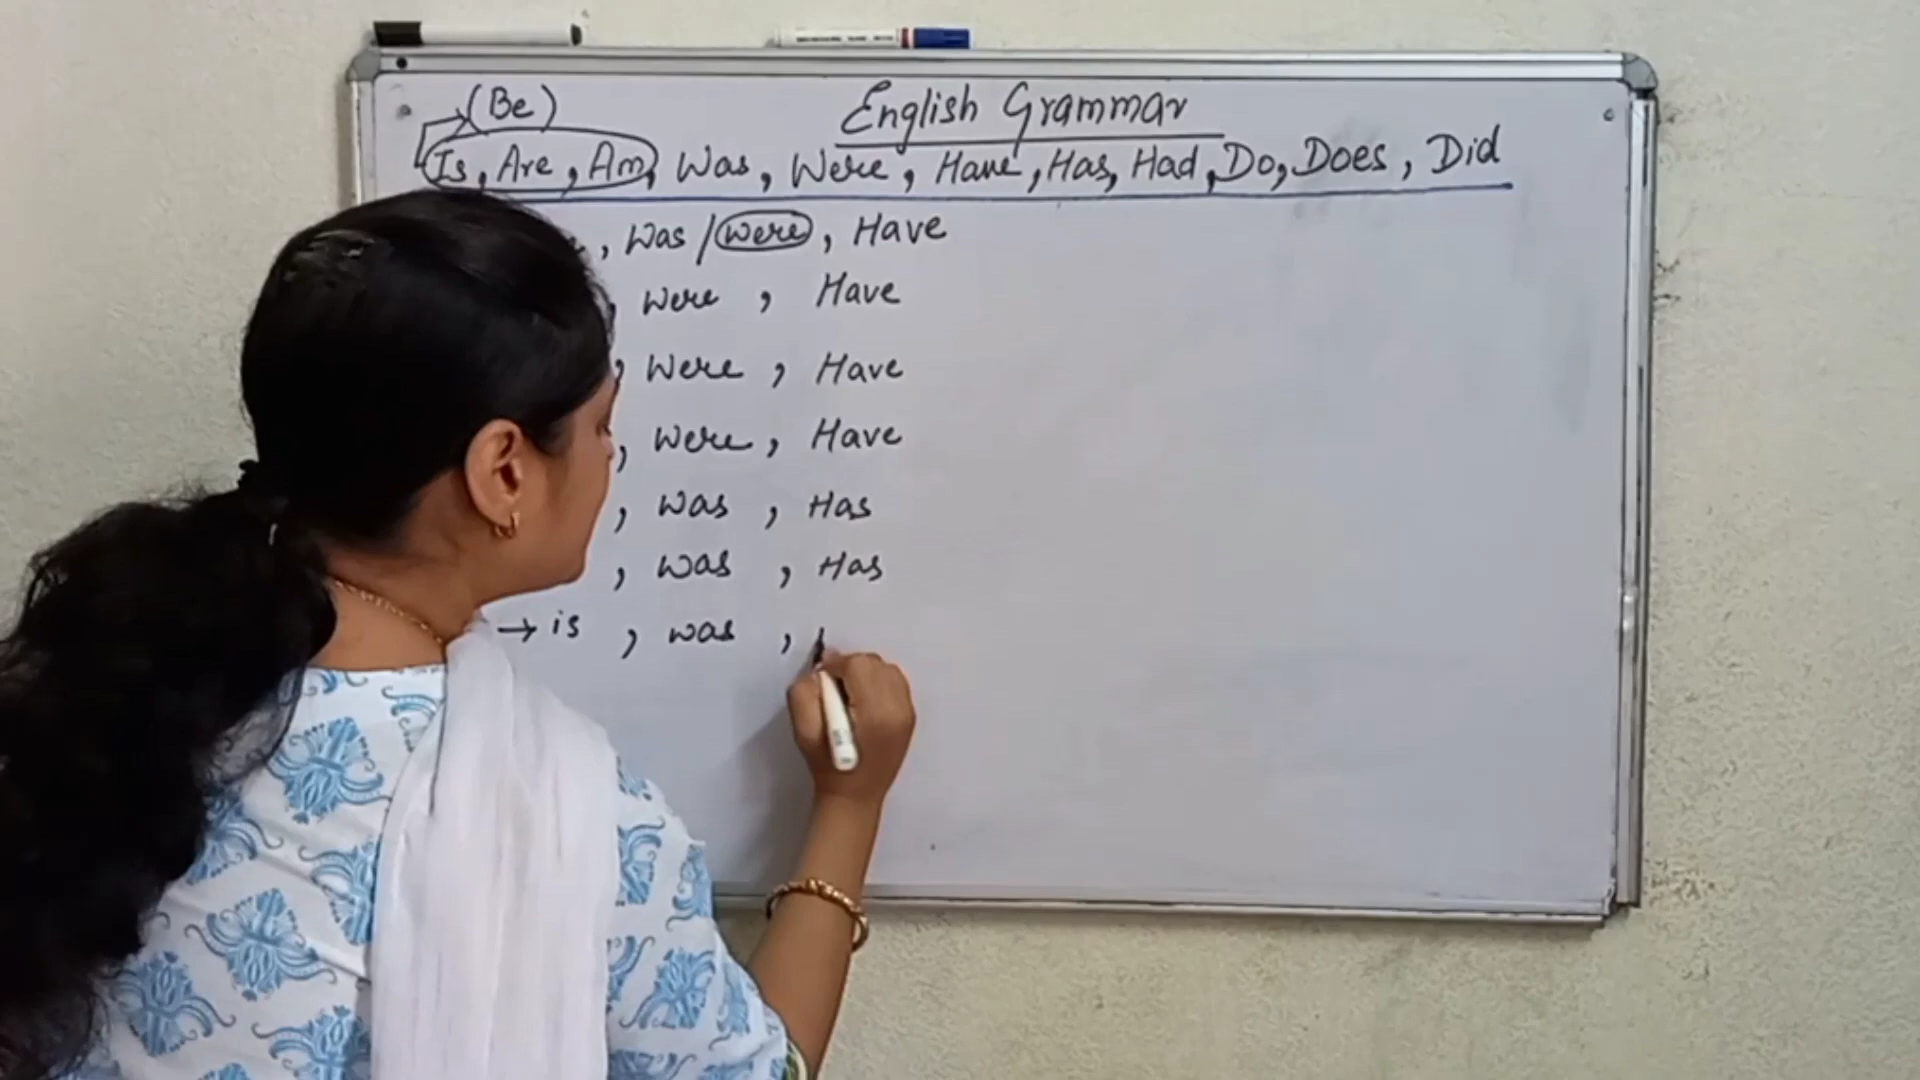 (Be) English Grammar
Is, Are, Am, Was, Were, Have, Has, Had, Do, Does, Did
, Was / were, Have
, were, Have
, were, Have
, were, Have
, was, Has
, was, Has
→ is, was,